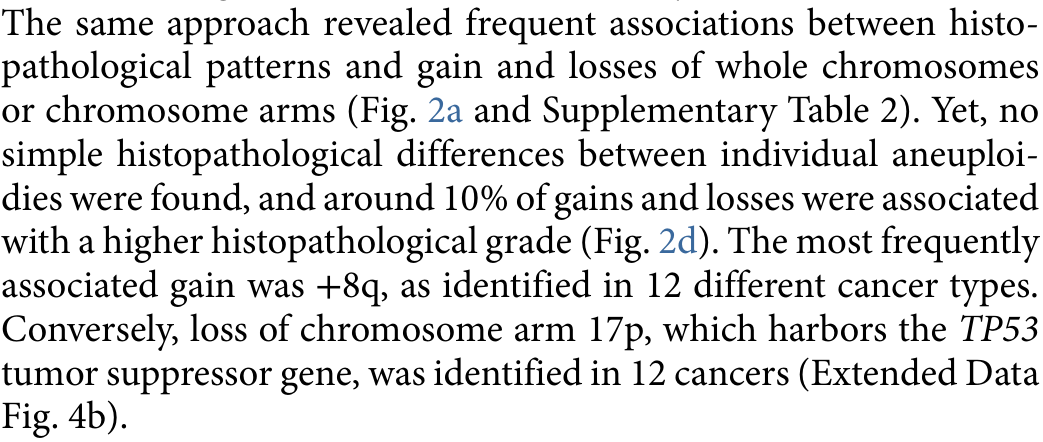 The same approach revealed frequent associations between histo-
pathological patterns and gain and losses of whole chromosomes
or chromosome arms (Fig. 2a and Supplementary Table 2). Yet, no
simple histopathological differences between individual aneuploi-
dies were found, and around 10% of gains and losses were associated
with a higher histopathological grade (Fig. 2d). The most frequently
associated gain was +8q, as identified in 12 different cancer types.
Conversely, loss of chromosome arm 17p, which harbors the TP53
tumor suppressor gene, was identified in 12 cancers (Extended Data
Fig. 4b).